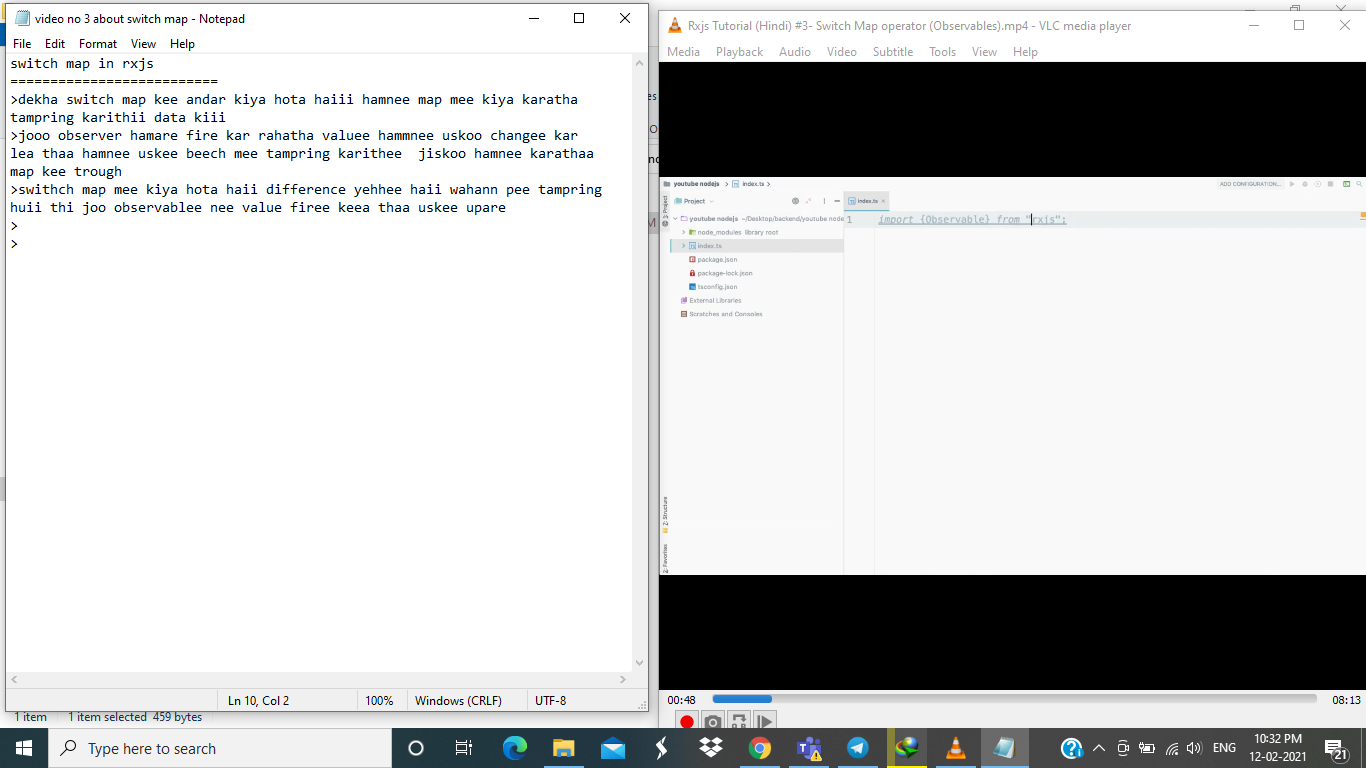 video no 3 about switch map - Notepad
File Edit Format View Help
switch map in rxjs
==========================
>dekha switch map kee andar kiya hota haiii hamnee map mee kiya karatha
tampring karithii data kiii
>jooo observer hamare fire kar rahatha valuee hammnee uskoo changee kar
lea thaa hamnee uskee beech mee tampring karithee  jiskoo hamnee karathaa
map kee trough
>swithch map mee kiya hota haii difference yehhee haii wahann pee tampring
huii thi joo observablee nee value firee keea thaa uskee upare
>
>
Ln 10, Col 2 100% Windows (CRLF) UTF-8
1 item 1 item selected 459 bytes
Rxjs Tutorial (Hindi) #3- Switch Map operator (Observables).mp4 - VLC media player
Media Playback Audio Video Subtitle Tools View Help
youtube nodejs index.ts
ADD CONFIGURATION...
Project
index.ts
youtube nodejs ~/Desktop/backend/youtube node
node_modules library root
index.ts
package.json
package-lock.json
tsconfig.json
External Libraries
Scratches and Consoles
1 import {Observable} from "rxjs";
1: Project
Z: Structure
2: Favorites
00:48 08:13
Type here to search
ENG
10:32 PM
12-02-2021
21